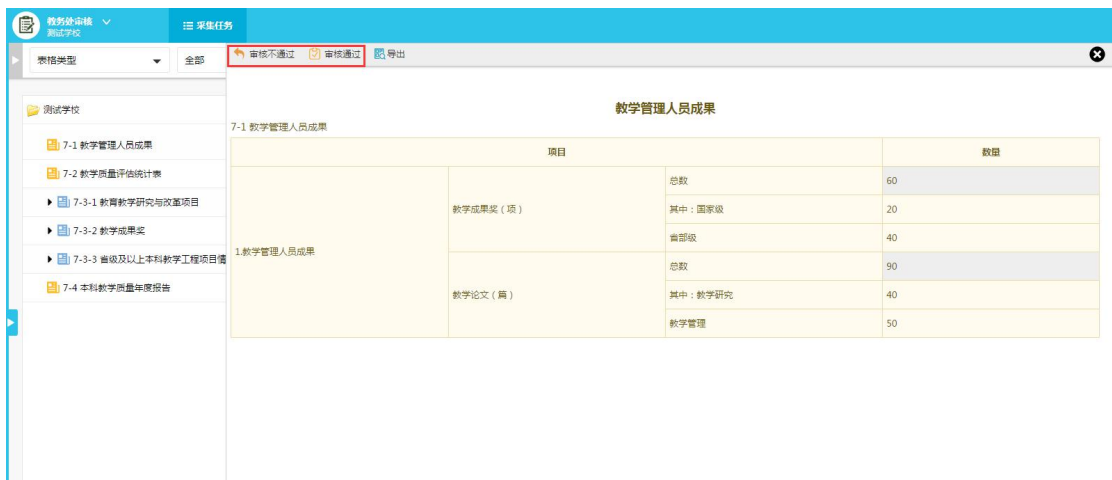 教务处审核
测试学校
采集任务
表格类型 全部
审核不通过 审核通过 导出
测试学校
7-1 教学管理人员成果
7-2 教学质量评估统计表
7-3-1 教育教学研究与改革项目
7-3-2 教学成果奖
7-3-3 省级及以上本科教学工程项目情
7-4 本科教学质量年度报告
教学管理人员成果
7-1 教学管理人员成果
项目 数量
1.教学管理人员成果
教学成果奖（项）
总数 60
其中：国家级 20
省部级 40
教学论文（篇）
总数 90
其中：教学研究 40
教学管理 50